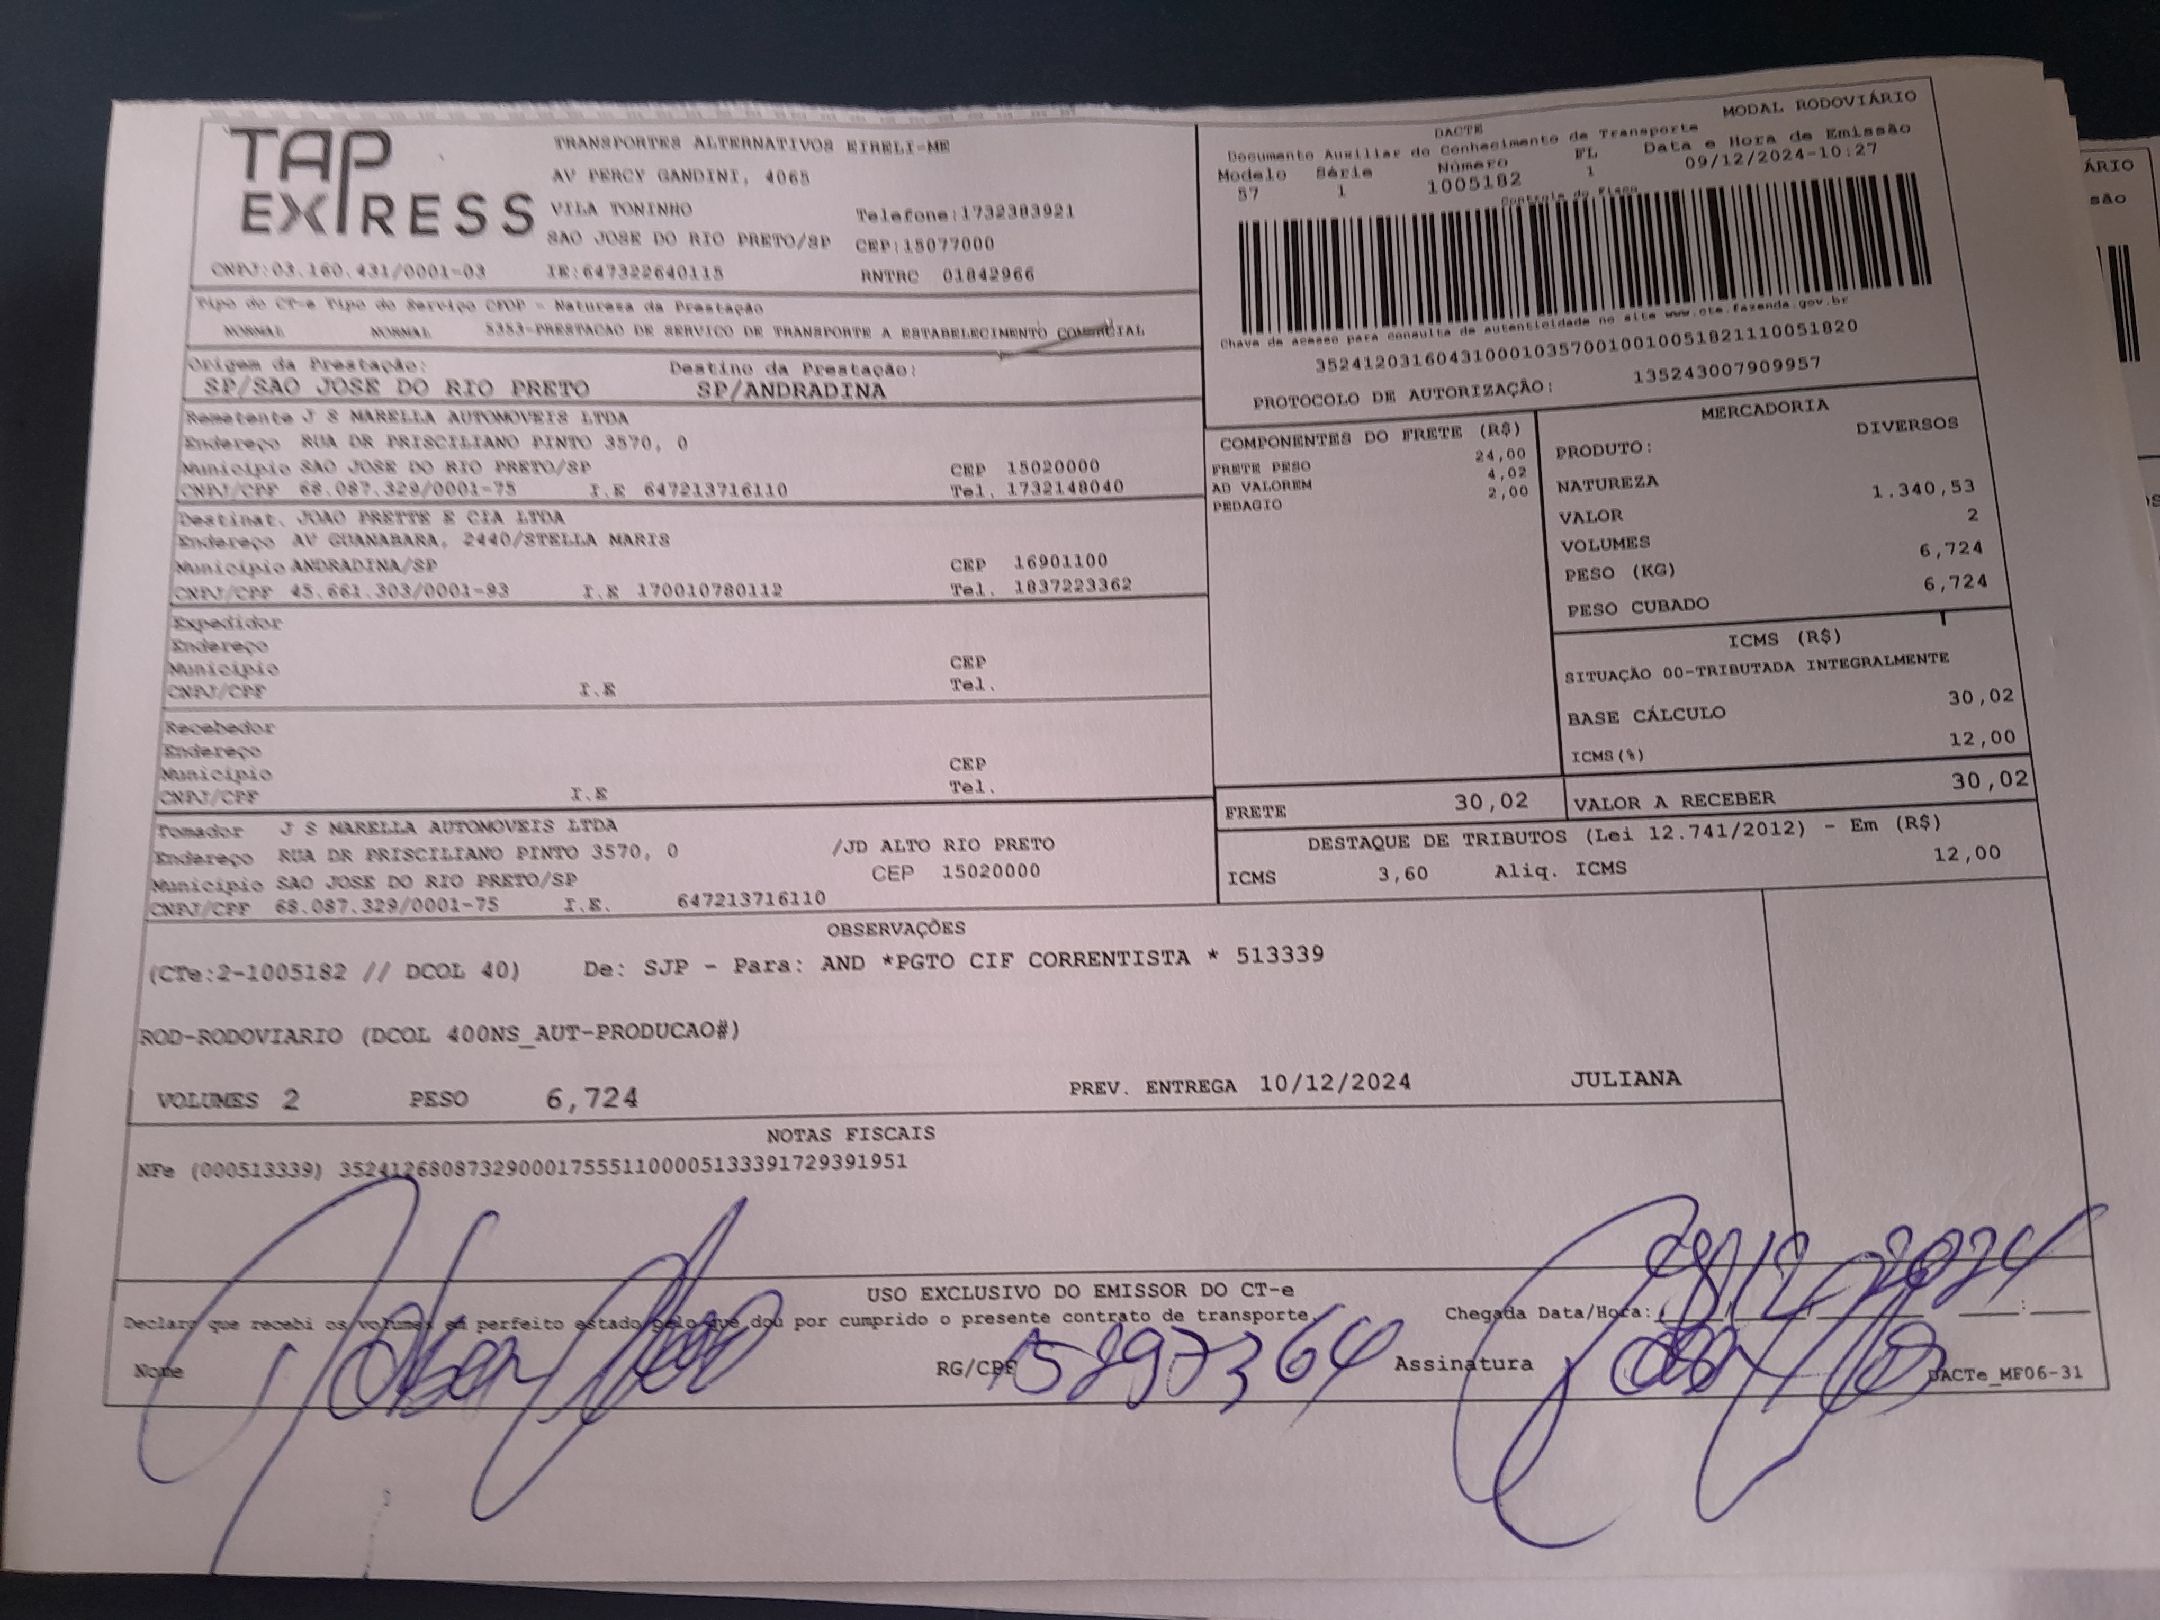 TAP
EXPRESS
TRANSPORTES ALTERNATIVOS EIRELI-ME
AV PERCY GANDINI, 4065
VILA TONINHO Telefone:1732383921
SAO JOSE DO RIO PRETO/SP CEP:15077000
CNPJ:03.160.431/0001-03 IE:647322640115 RNTRC 01842966
MODAL RODOVIÁRIO
DACTE
Documento Auxiliar do Conhecimento de Transporte
Modelo Série Número FL Data e Hora de Emissão
57 1 1005182 1 09/12/2024-10:27
Controle do Fisco
Chave de acesso para consulta de autenticidade no site www.cte.fazenda.gov.br
35241203160431000103570010010051821110051820
PROTOCOLO DE AUTORIZAÇÃO: 135243007909957
Tipo do CT-e Tipo do Serviço CFOP - Natureza da Prestação
NORMAL NORMAL 5353-PRESTACAO DE SERVICO DE TRANSPORTE A ESTABELECIMENTO COMERCIAL
Origem da Prestação: Destino da Prestação:
SP/SAO JOSE DO RIO PRETO SP/ANDRADINA
Remetente J S MARELLA AUTOMOVEIS LTDA
Endereço RUA DR PRISCILIANO PINTO 3570, 0
Município SAO JOSE DO RIO PRETO/SP CEP 15020000
CNPJ/CPF 68.087.329/0001-75 I.E 647213716110 Tel. 1732148040
Destinat. JOAO PRETTE E CIA LTDA
Endereço AV GUANABARA, 2440/STELLA MARIS
Município ANDRADINA/SP CEP 16901100
CNPJ/CPF 45.661.303/0001-93 I.E 170010780112 Tel. 1837223362
Expedidor
Endereço
Município CEP
CNPJ/CPF I.E Tel.
Recebedor
Endereço
Município CEP
CNPJ/CPF I.E Tel.
Tomador J S MARELLA AUTOMOVEIS LTDA
Endereço RUA DR PRISCILIANO PINTO 3570, 0 /JD ALTO RIO PRETO
Município SAO JOSE DO RIO PRETO/SP CEP 15020000
CNPJ/CPF 68.087.329/0001-75 I.E. 647213716110
COMPONENTES DO FRETE (R$)
FRETE PESO 24,00
AD VALOREM 4,02
PEDAGIO 2,00
MERCADORIA
PRODUTO: DIVERSOS
NATUREZA
VALOR 1.340,53
VOLUMES 2
PESO (KG) 6,724
PESO CUBADO 6,724
ICMS (R$)
SITUAÇÃO 00-TRIBUTADA INTEGRALMENTE
BASE CÁLCULO 30,02
ICMS(%) 12,00
FRETE 30,02 VALOR A RECEBER 30,02
DESTAQUE DE TRIBUTOS (Lei 12.741/2012) - Em (R$)
ICMS 3,60 Aliq. ICMS 12,00
OBSERVAÇÕES
(CTe:2-1005182 // DCOL 40) De: SJP - Para: AND *PGTO CIF CORRENTISTA * 513339
ROD-RODOVIARIO (DCOL 400NS_AUT-PRODUCAO#)
VOLUMES 2 PESO 6,724 PREV. ENTREGA 10/12/2024 JULIANA
NOTAS FISCAIS
NFe (000513339) 35241268087329000175551100005133391729391951
USO EXCLUSIVO DO EMISSOR DO CT-e
Declaro que recebi os volumes em perfeito estado pelo que dou por cumprido o presente contrato de transporte.
Chegada Data/Hora:
Nome RG/CPF Assinatura DACTe_MF06-31
ÁRIO
são